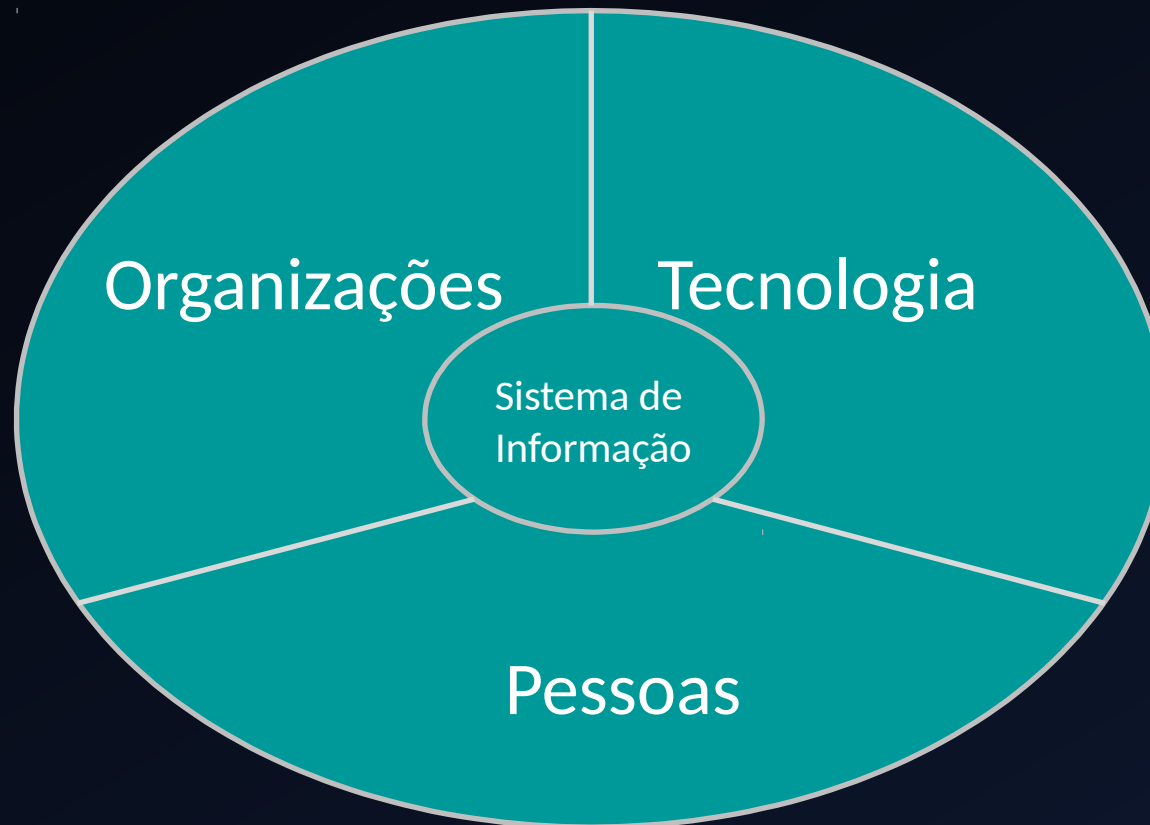 Organizações
Tecnologia
Sistema de
Informação
Pessoas